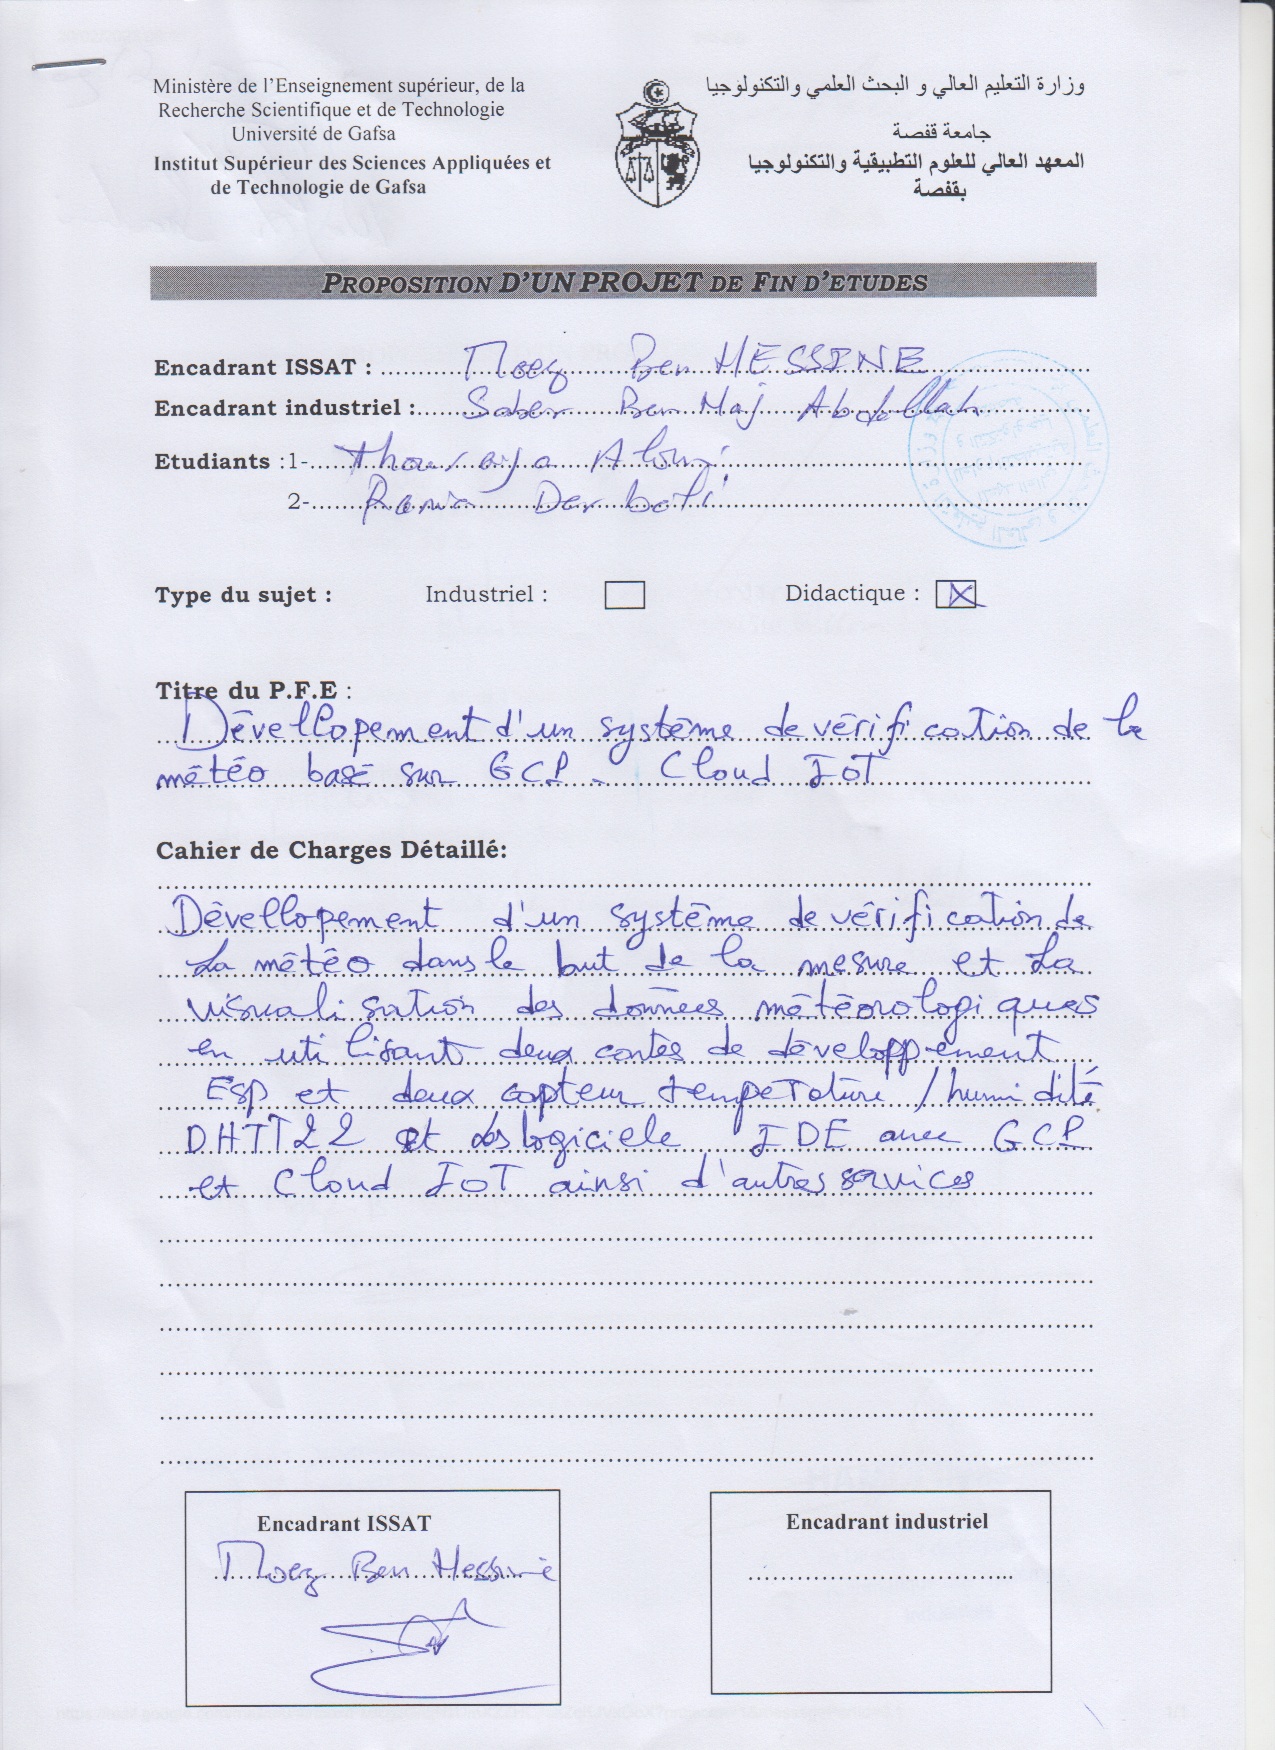 Ministère de l'Enseignement supérieur, de la
Recherche Scientifique et de Technologie
Université de Gafsa
Institut Supérieur des Sciences Appliquées et
de Technologie de Gafsa
وزارة التعليم العالي و البحث العلمي والتكنولوجيا
جامعة قفصة
المعهد العالي للعلوم التطبيقية والتكنولوجيا
بقفصة
PROPOSITION D'UN PROJET DE FIN D'ETUDES
Encadrant ISSAT : Moez Ben HESSINE
Encadrant industriel : Saber Ben Haj Abdellah
Etudiants :1- Thouraya Aloui
2- Rania Derbeli
Type du sujet : Industriel : Didactique : X
Titre du P.F.E :
Dévellopement d'un système de vérification de la
météo basé sur GCP - Cloud IoT
Cahier de Charges Détaillé:
Dévellopement d'un système de vérification de
La météo dans le but de la mesure et La
visualisation des données météorologiques
en utilisant deux cartes de développement
ESP et deux capteur température / humidité
DHTT22 et des logiciele IDE avec GCP
et Cloud IoT ainsi d'autres services
Encadrant ISSAT
Moez Ben Hessine
Encadrant industriel